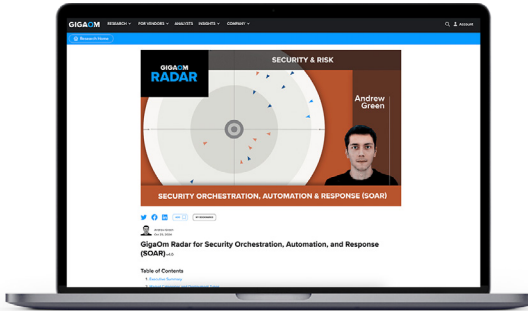 GIGAOM RESEARCH FOR VENDORS ANALYSTS INSIGHTS COMPANY Account
Research Home
GIGAOM
RADAR
SECURITY & RISK
Andrew
Green
SECURITY ORCHESTRATION, AUTOMATION & RESPONSE (SOAR)
GigaOm Radar for Security Orchestration, Automation, and Response
(SOAR)
Table of Contents
1 Executive Summary